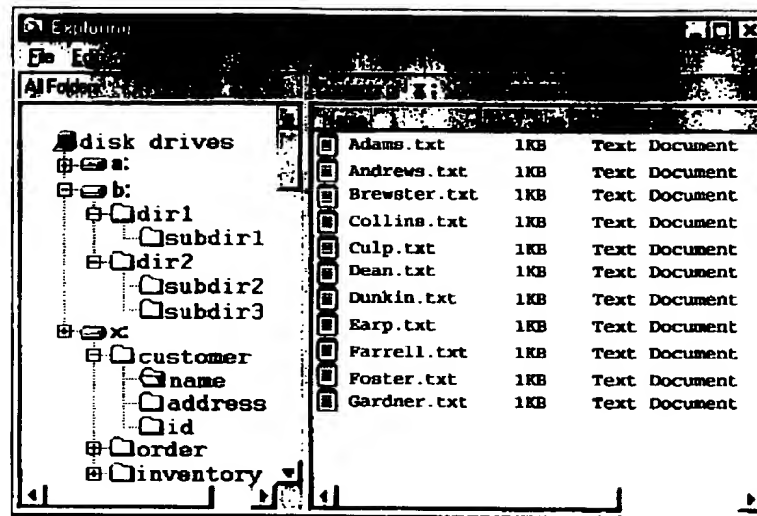 Exploring
File Edit
All Folders
disk drives
a:
b:
dir1
subdir1
dir2
subdir2
subdir3
x:
customer
name
address
id
order
inventory
Adams.txt 1KB Text Document
Andrews.txt 1KB Text Document
Brewster.txt 1KB Text Document
Collins.txt 1KB Text Document
Culp.txt 1KB Text Document
Dean.txt 1KB Text Document
Dunkin.txt 1KB Text Document
Earp.txt 1KB Text Document
Farrell.txt 1KB Text Document
Foster.txt 1KB Text Document
Gardner.txt 1KB Text Document